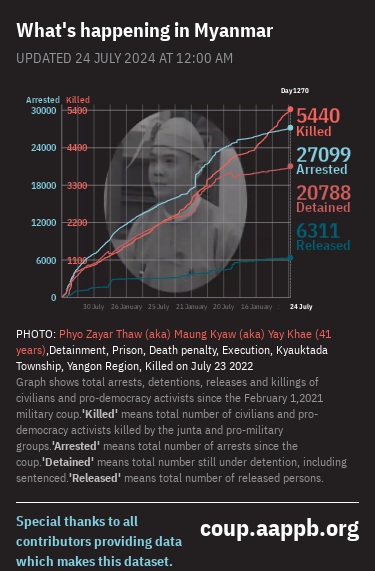 What's happening in Myanmar
UPDATED 24 JULY 2024 AT 12:00 AM
Day1270
Arrested Killed
30000 5400
24000 4400
18000 3300
12000 2200
6000 1100
0
5440
Killed
27099
Arrested
20788
Detained
6311
Released
30 July 26 January 25 July 21 January 20 July 16 January 24 July
PHOTO: Phyo Zayar Thaw (aka) Maung Kyaw (aka) Yay Khae (41
years),Detainment, Prison, Death penalty, Execution, Kyauktada
Township, Yangon Region, Killed on July 23 2022
Graph shows total arrests, detentions, releases and killings of
civilians and pro-democracy activists since the February 1,2021
military coup.'Killed' means total number of civilians and pro-
democracy activists killed by the junta and pro-military
groups.'Arrested' means total number of arrests since the
coup.'Detained' means total number still under detention, including
sentenced.'Released' means total number of released persons.
Special thanks to all
contributors providing data
which makes this dataset.
coup.aappb.org